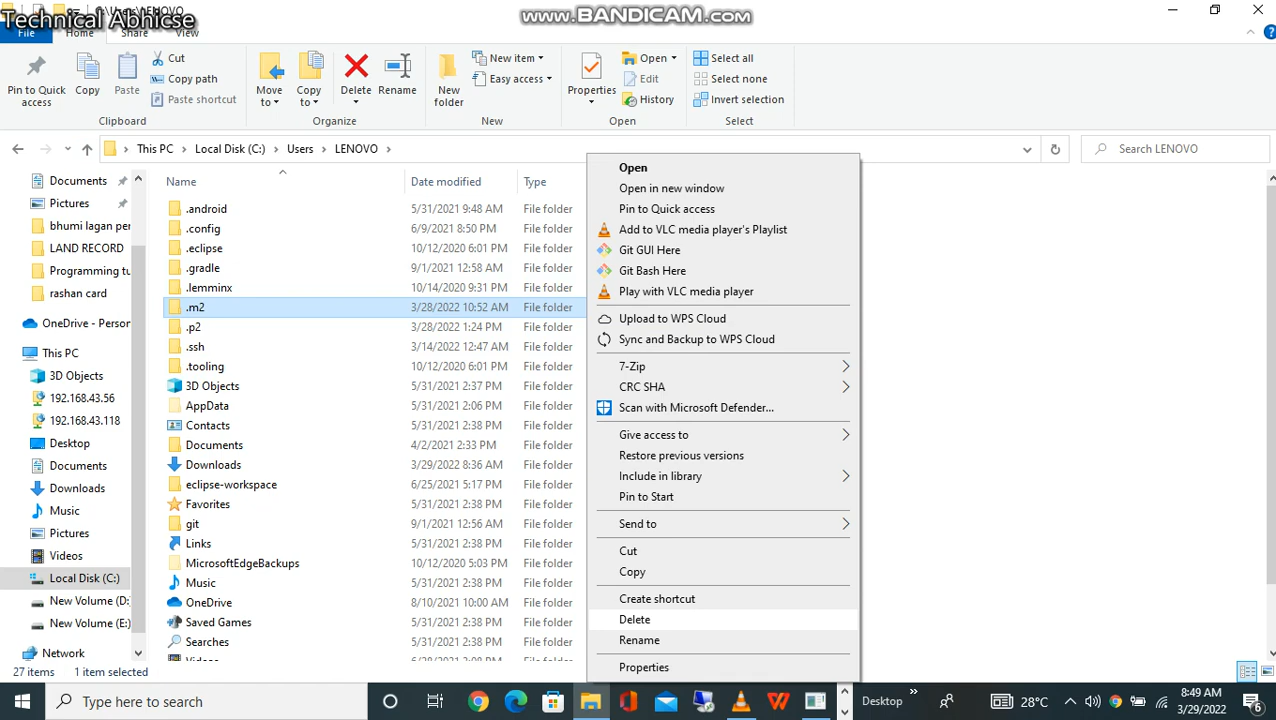 Technical Abhicse
www.BANDICAM.com
File
Home
Share
View
Pin to Quick access
Copy
Paste
Cut
Copy path
Paste shortcut
Clipboard
Move to
Copy to
Delete
Rename
Organize
New folder
New item
Easy access
New
Properties
Open
Edit
History
Open
Select all
Select none
Invert selection
Select
This PC
Local Disk (C:)
Users
LENOVO
Search LENOVO
Documents
Pictures
bhumi lagan per
LAND RECORD
Programming tu
rashan card
OneDrive - Person
This PC
3D Objects
192.168.43.56
192.168.43.118
Desktop
Documents
Downloads
Music
Pictures
Videos
Local Disk (C:)
New Volume (D:
New Volume (E:)
Network
Name Date modified Type
.android 5/31/2021 9:48 AM File folder
.config 6/9/2021 8:50 PM File folder
.eclipse 10/12/2020 6:01 PM File folder
.gradle 9/1/2021 12:58 AM File folder
.lemminx 10/14/2020 9:31 PM File folder
.m2 3/28/2022 10:52 AM File folder
.p2 3/28/2022 1:24 PM File folder
.ssh 3/14/2022 12:47 AM File folder
.tooling 10/12/2020 6:01 PM File folder
3D Objects 5/31/2021 2:37 PM File folder
AppData 5/31/2021 2:06 PM File folder
Contacts 5/31/2021 2:38 PM File folder
Documents 4/2/2021 2:33 PM File folder
Downloads 3/29/2022 8:36 AM File folder
eclipse-workspace 6/25/2021 5:17 PM File folder
Favorites 5/31/2021 2:38 PM File folder
git 9/1/2021 12:56 AM File folder
Links 5/31/2021 2:38 PM File folder
MicrosoftEdgeBackups 10/12/2020 5:03 PM File folder
Music 5/31/2021 2:38 PM File folder
OneDrive 8/10/2021 10:00 AM File folder
Saved Games 5/31/2021 2:38 PM File folder
Searches 5/31/2021 2:38 PM File folder
Open
Open in new window
Pin to Quick access
Add to VLC media player's Playlist
Git GUI Here
Git Bash Here
Play with VLC media player
Upload to WPS Cloud
Sync and Backup to WPS Cloud
7-Zip
CRC SHA
Scan with Microsoft Defender...
Give access to
Restore previous versions
Include in library
Pin to Start
Send to
Cut
Copy
Create shortcut
Delete
Rename
Properties
27 items 1 item selected
Type here to search
Desktop
28°C
8:49 AM
3/29/2022
6